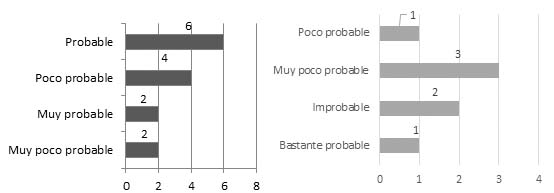 6
Probable
4
Poco probable
2
Muy probable
2
Muy poco probable
0 2 4 6 8
1
Poco probable
3
Muy poco probable
2
Improbable
1
Bastante probable
0 1 2 3 4